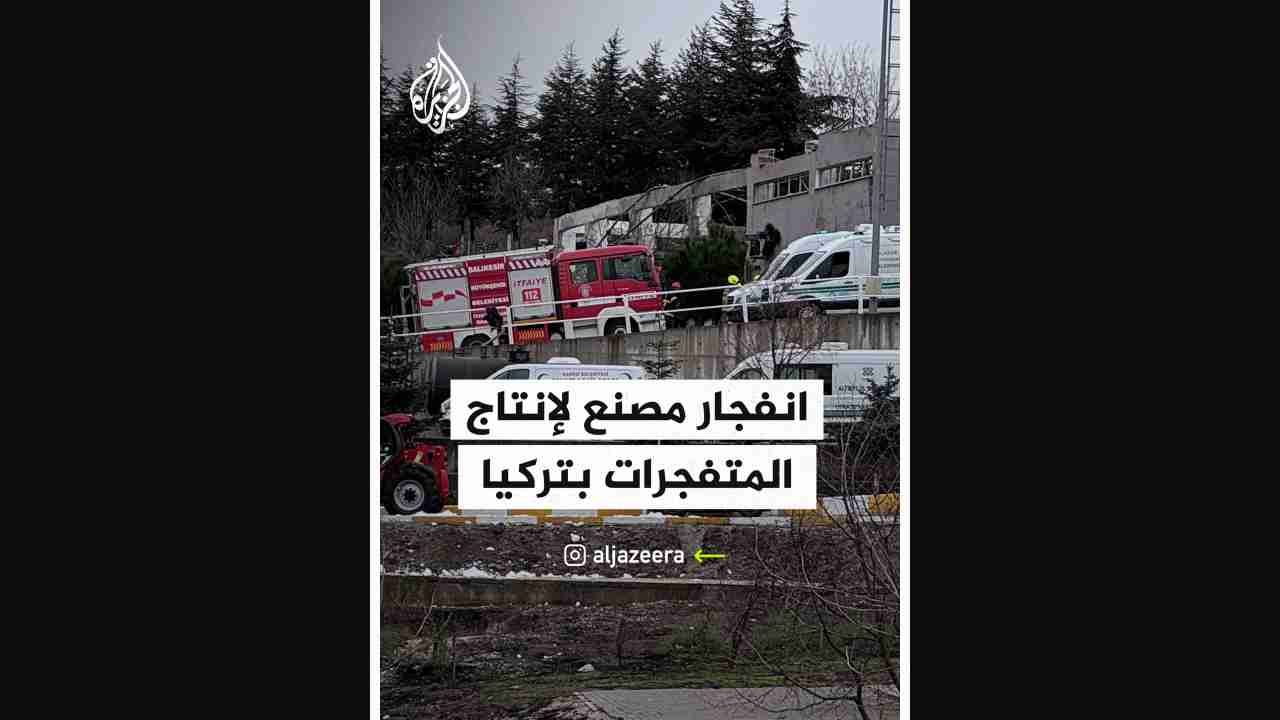 BALIKESİR
BÜYÜKŞEHİR
BELEDİYESİ
İTFAİYE
112
انفجار مصنع لإنتاج
المتفجرات بتركيا
aljazeera